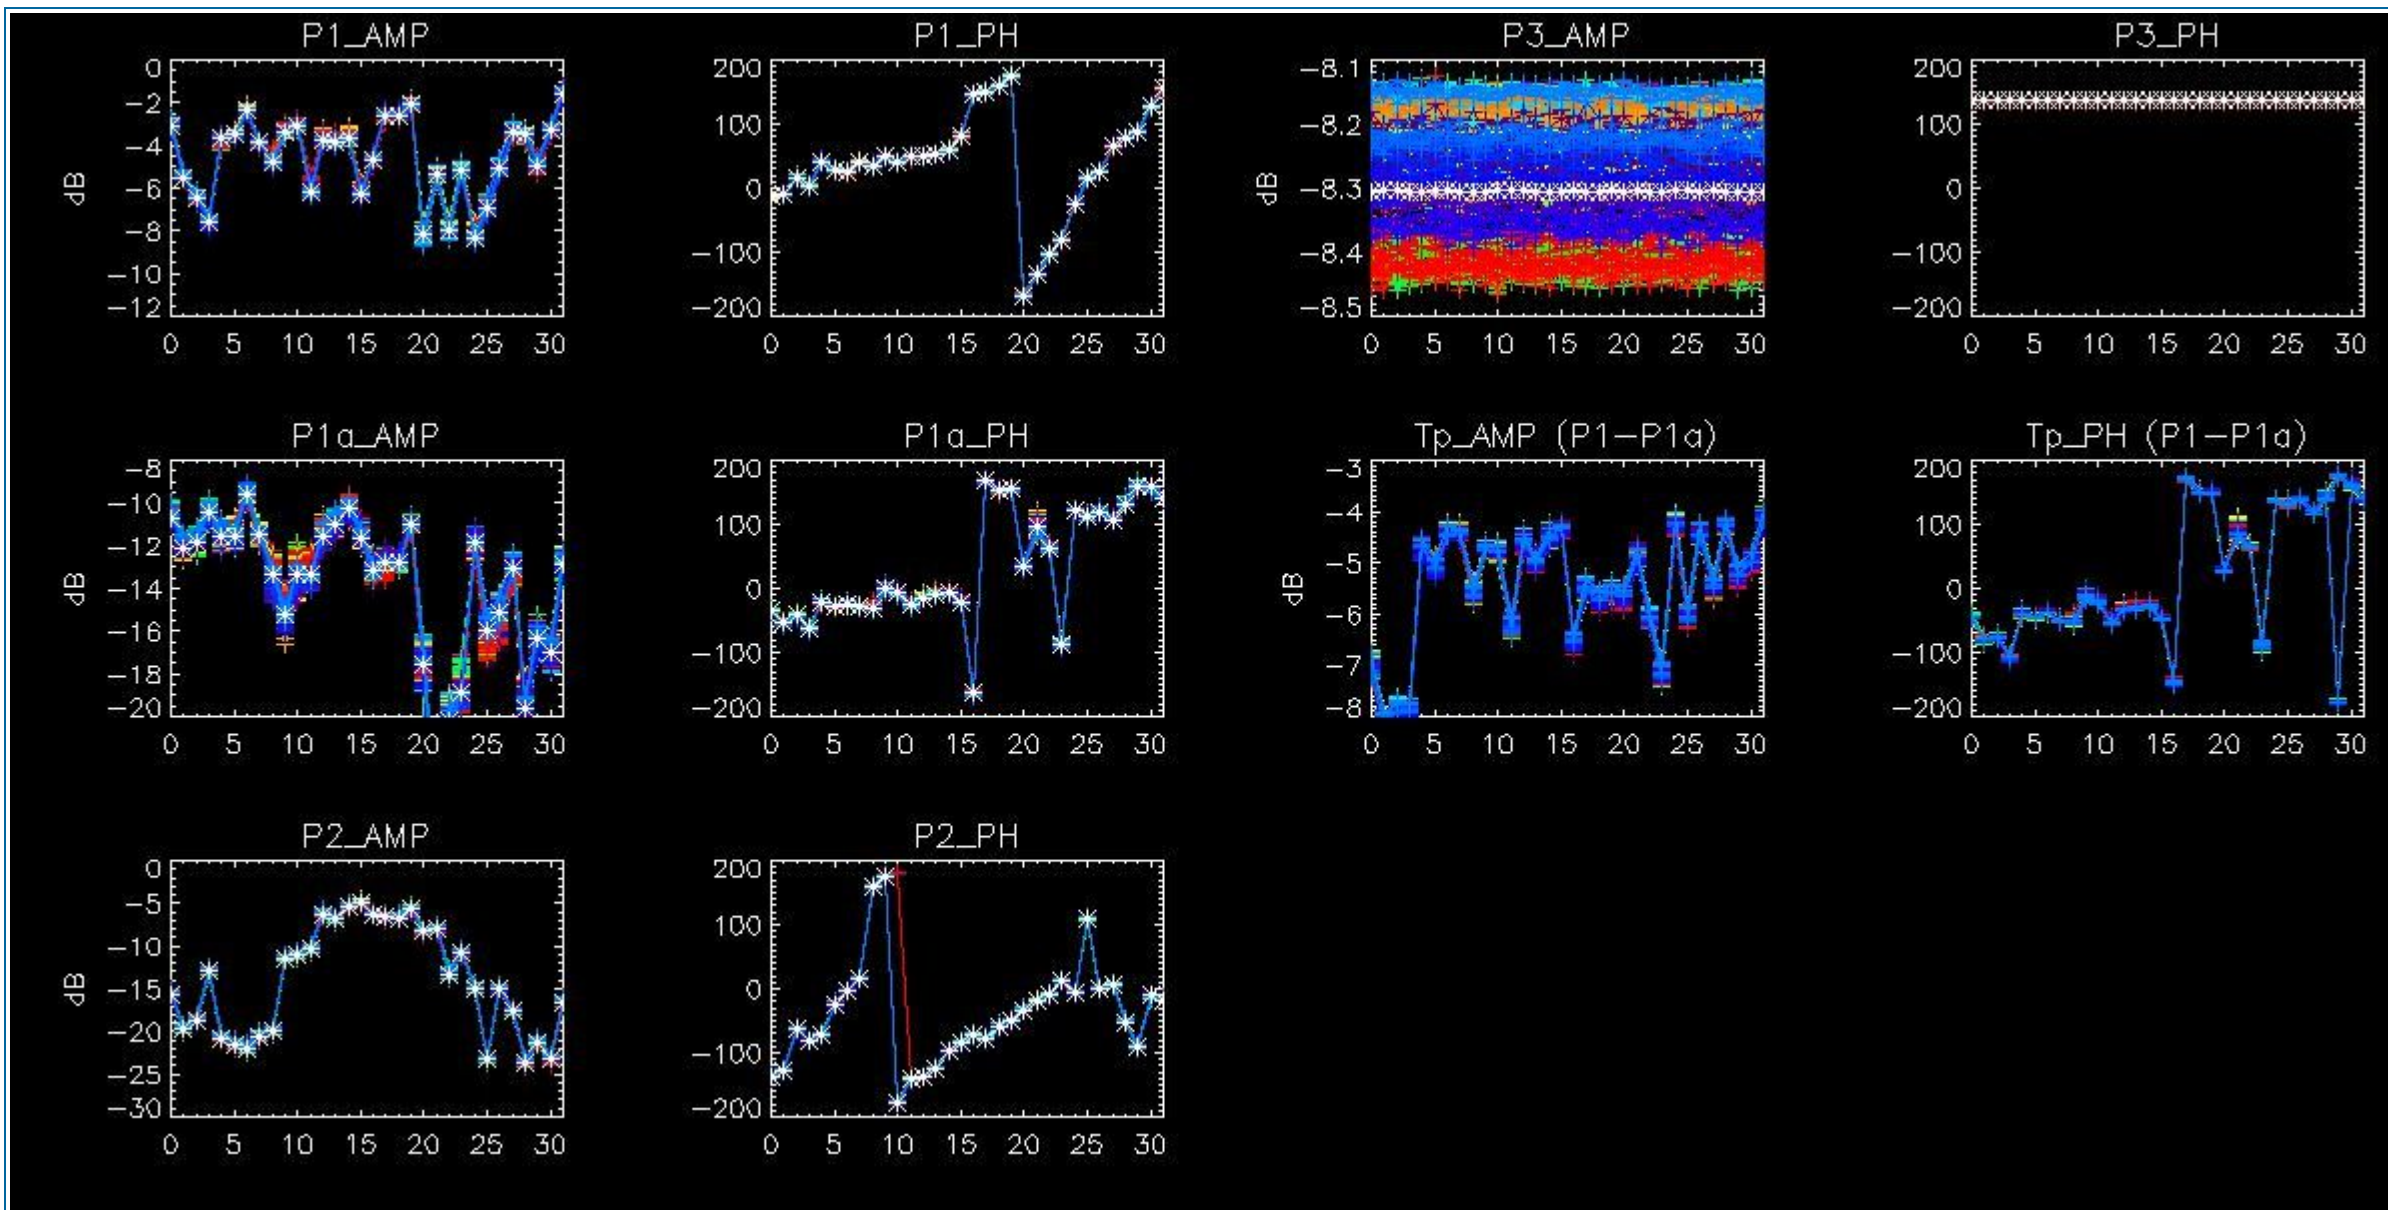 P1_AMP P1_PH P3_AMP P3_PH
0 200 −8.1 200
−2 100 −8.2 100
−4 0 −8.3 0
−6 −100 −8.4 −100
−8 −200 −8.5 −200
−10
−12
dB dB
0 5 10 15 20 25 30 0 5 10 15 20 25 30 0 5 10 15 20 25 30 0 5 10 15 20 25 30
P1a_AMP P1a_PH Tp_AMP (P1−P1a) Tp_PH (P1−P1a)
−8 200 −3 200
−10 100 −4 100
−12 0 −5 0
−14 −100 −6 −100
−16 −200 −7 −200
−18 −8
−20
dB dB
0 5 10 15 20 25 30 0 5 10 15 20 25 30 0 5 10 15 20 25 30 0 5 10 15 20 25 30
P2_AMP P2_PH
0 200
−5 100
−10 0
−15 −100
−20 −200
−25
−30
dB
0 5 10 15 20 25 30 0 5 10 15 20 25 30